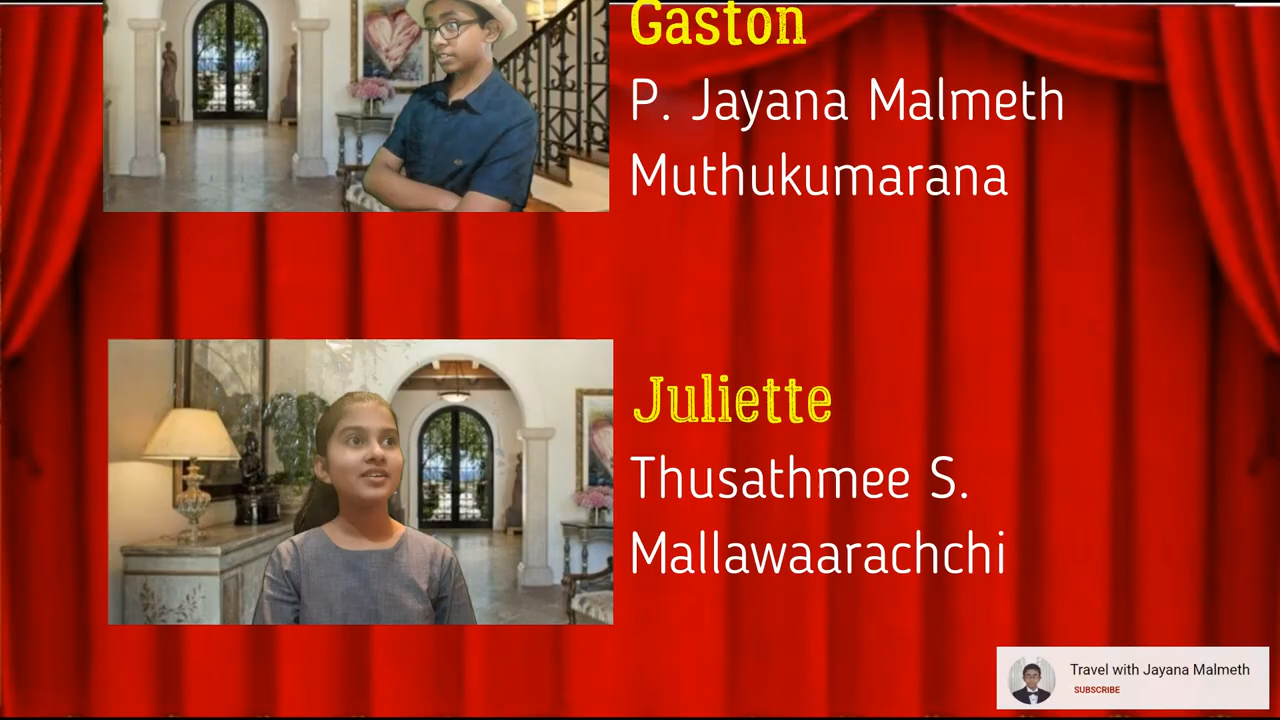 Gaston
P. Jayana Malmeth
Muthukumarana
Juliette
Thusathmee S.
Mallawaarachchi
Travel with Jayana Malmeth
SUBSCRIBE